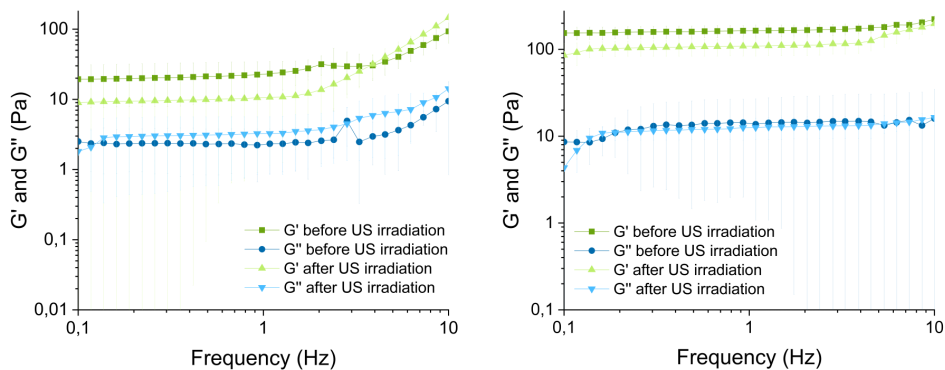 100
10
1
0,1
0,01
G' and G'' (Pa)
G' before US irradiation
G'' before US irradiation
G' after US irradiation
G'' after US irradiation
0,1
1
10
Frequency (Hz)
100
10
1
0,1
G' and G'' (Pa)
G' before US irradiation
G'' before US irradiation
G' after US irradiation
G'' after US irradiation
0,1
1
10
Frequency (Hz)